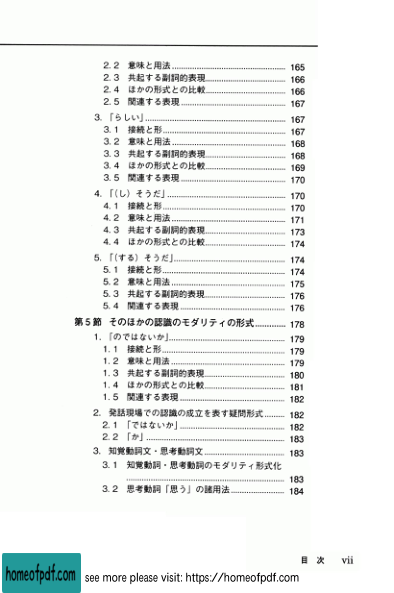 2. 2 意味と用法 165
2. 3 共起する副詞的表現 166
2. 4 ほかの形式との比較 166
2. 5 関連する表現 167
3. 「らしい」 167
3. 1 接続と形 167
3. 2 意味と用法 168
3. 3 共起する副詞的表現 168
3. 4 ほかの形式との比較 169
3. 5 関連する表現 170
4. 「(し)そうだ」 170
4. 1 接続と形 170
4. 2 意味と用法 171
4. 3 共起する副詞的表現 173
4. 4 ほかの形式との比較 174
5. 「(する)そうだ」 174
5. 1 接続と形 174
5. 2 意味と用法 175
5. 3 共起する副詞的表現 176
5. 4 関連する表現 176
第5節 そのほかの認識のモダリティの形式 178
1. 「のではないか」 179
1. 1 接続と形 179
1. 2 意味と用法 179
1. 3 共起する副詞的表現 180
1. 4 ほかの形式との比較 181
1. 5 関連する表現 182
2. 発話現場での認識の成立を表す疑問形式 182
2. 1 「ではないか」 182
2. 2 「か」 183
3. 知覚動詞文・思考動詞文 183
3. 1 知覚動詞・思考動詞のモダリティ形式化
183
3. 2 思考動詞「思う」の諸用法 184
目 次 vii
homeofpdf.com see more please visit: https://homeofpdf.com